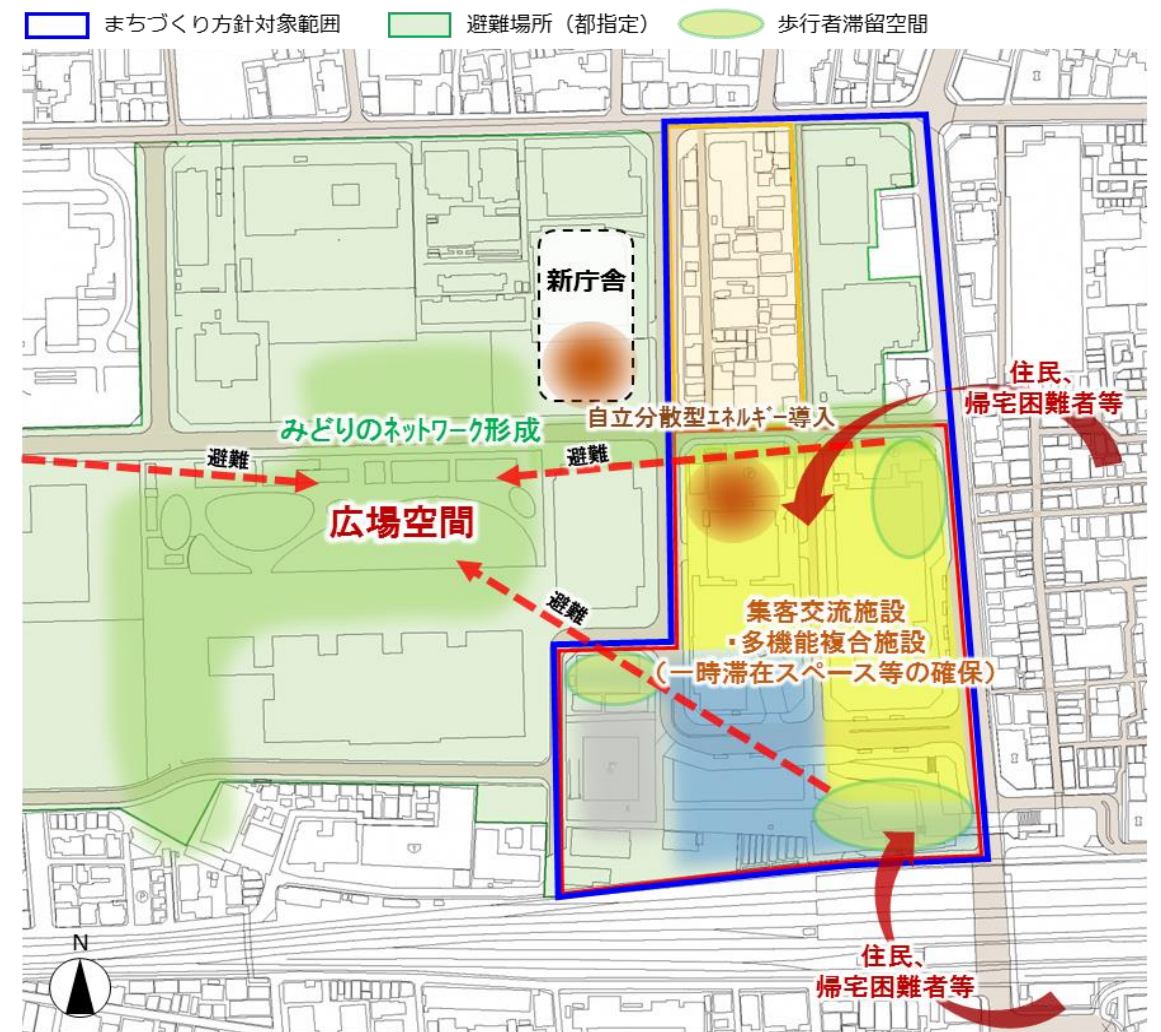 まちづくり方針対象範囲
避難場所（都指定）
歩行者滞留空間
新庁舎
住民、
帰宅困難者等
自立分散型エネルギー導入
みどりのネットワーク形成
避難
避難
広場空間
避難
集客交流施設
・多機能複合施設
（一時滞在スペース等の確保）
住民、
帰宅困難者等
N